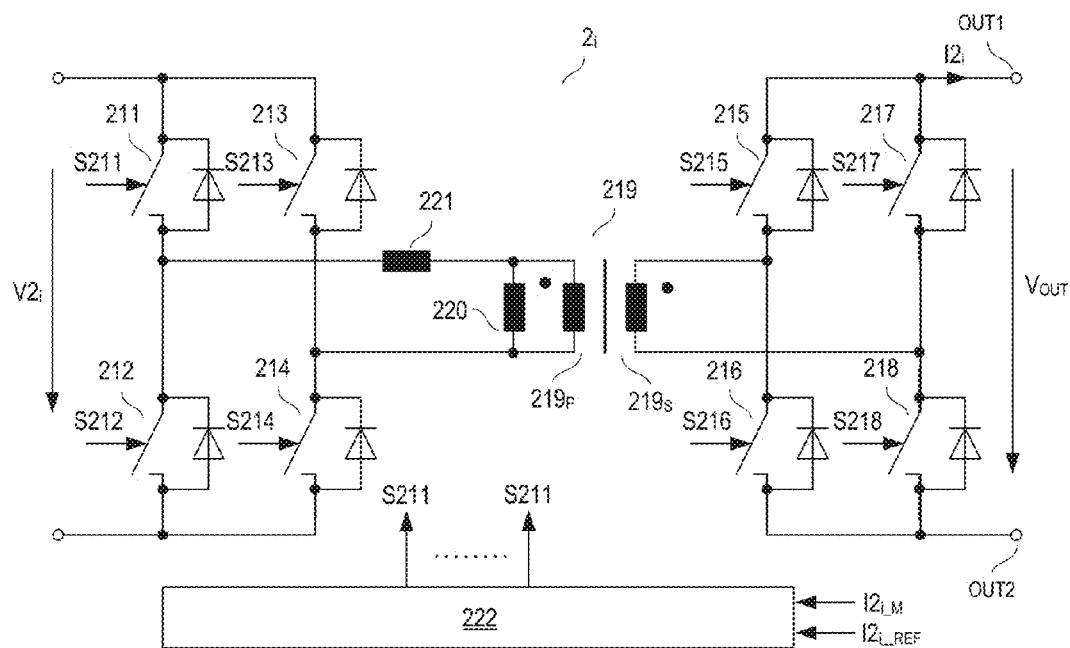 OUT1
2i
I2i
211
213
215
217
S211
S213
S215
S217
219
221
V2i
VOUT
220
212
214
219P
219S
216
218
S212
S214
S216
S218
S211
S211
OUT2
222
I2i_M
I2i_REF